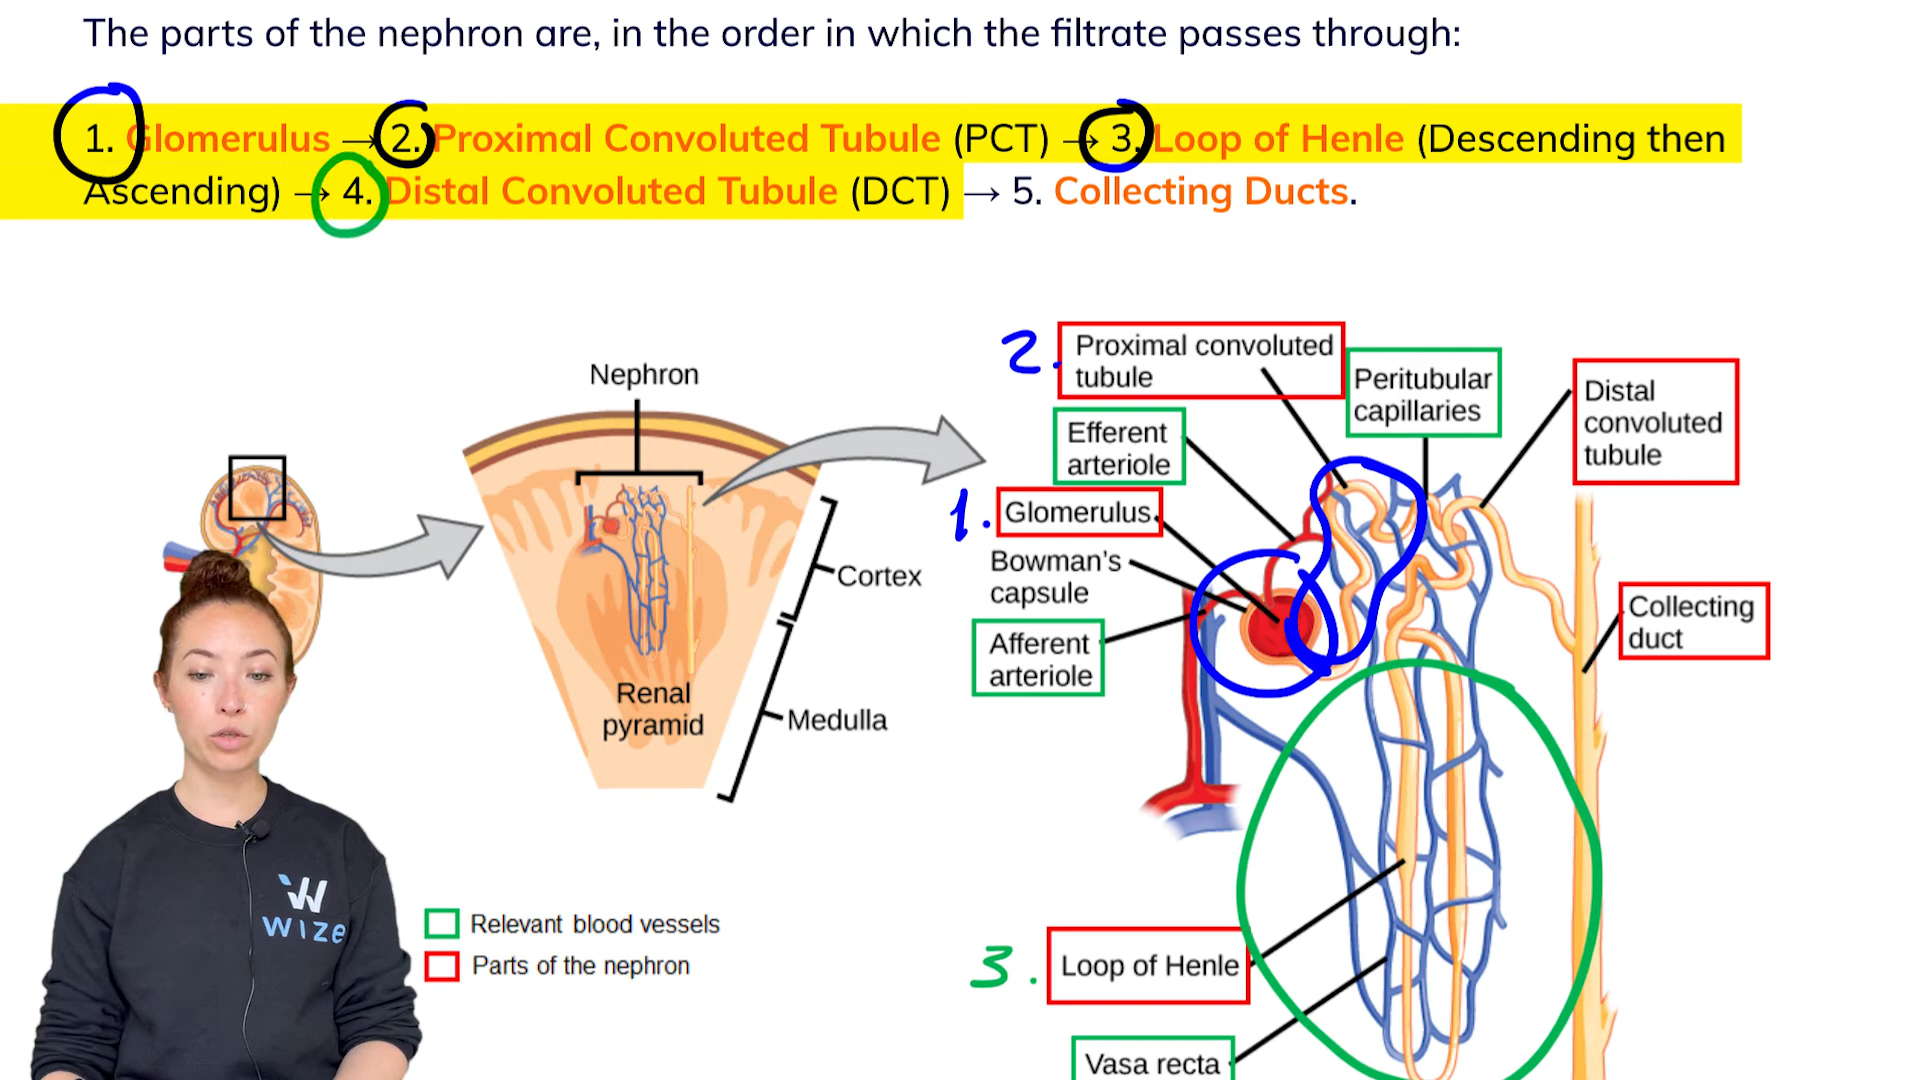 The parts of the nephron are, in the order in which the filtrate passes through:
1. Glomerulus → 2. Proximal Convoluted Tubule (PCT) → 3. Loop of Henle (Descending then
Ascending) → 4. Distal Convoluted Tubule (DCT) → 5. Collecting Ducts.
Nephron
Cortex
Renal
pyramid
Medulla
2.
Proximal convoluted
tubule
Peritubular
capillaries
Distal
convoluted
tubule
Efferent
arteriole
1.
Glomerulus
Bowman's
capsule
Afferent
arteriole
Collecting
duct
WIZE
Relevant blood vessels
Parts of the nephron
3.
Loop of Henle
Vasa recta